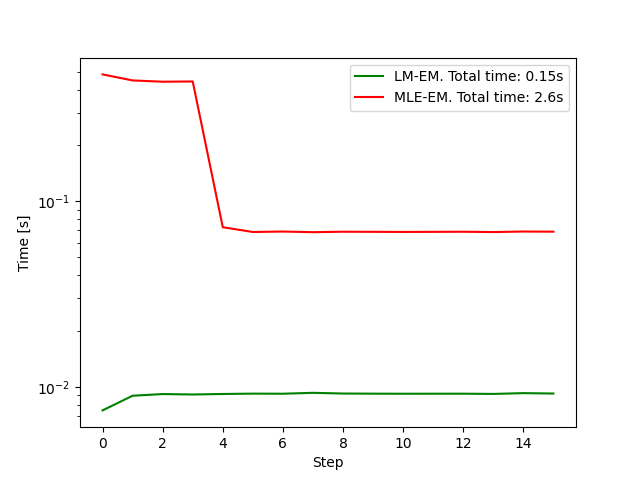 LM-EM. Total time: 0.15s
MLE-EM. Total time: 2.6s
10⁻¹
10⁻²
Time [s]
0 2 4 6 8 10 12 14
Step